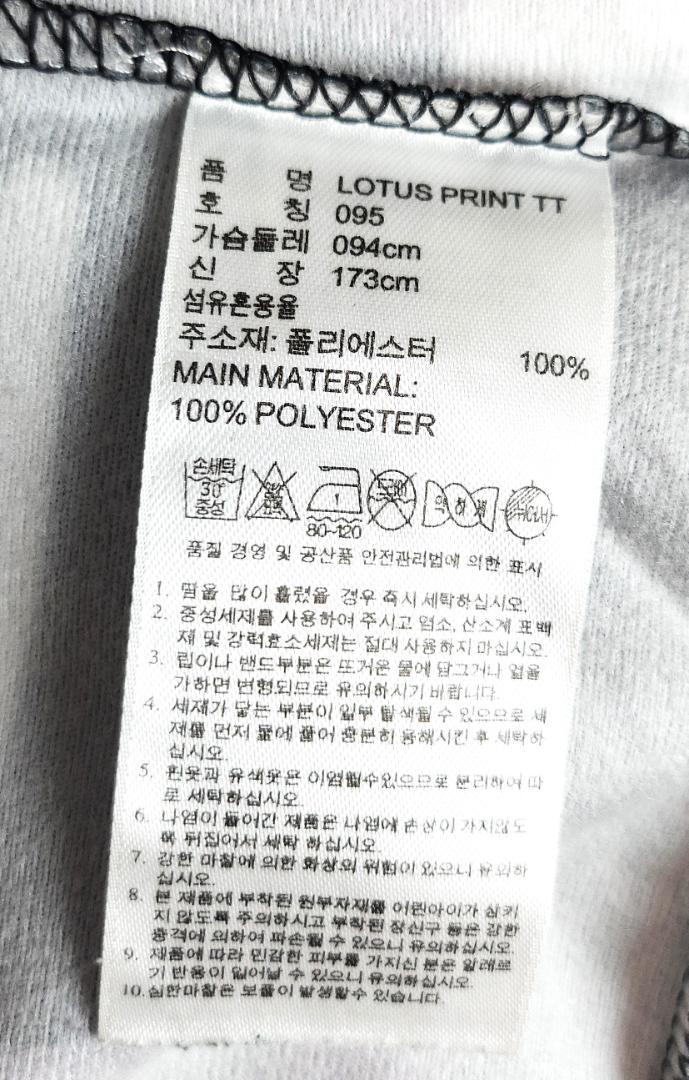 품 명 LOTUS PRINT TT
호 칭 095
가슴둘레 094cm
신 장 173cm
섬유혼용율
주소재: 폴리에스터 100%
MAIN MATERIAL:
100% POLYESTER
손세탁
30
중성
1
80~120
드라이
약하게
품질 경영 및 공산품 안전관리법에 의한 표시
1. 땀을 많이 흘렸을 경우 즉시 세탁하십시오.
2. 중성세제를 사용하여 주시고 염소, 산소계 표백
제 및 강력효소세제는 절대 사용하지 마십시오.
3. 립이나 밴드부분은 뜨거운 물에 담그거나 열을
가하면 변형되므로 유의하시기 바랍니다.
4. 세제가 닿는 부분이 일부 탈색될 수 있으므로 세
제를 먼저 물에 풀어 충분히 용해시킨 후 세탁하
십시오.
5. 흰옷과 유색옷은 이염될수있으므로 분리하여 따
로 세탁하십시오.
6. 나염이 들어간 제품은 나염에 손상이 가지않도
록 뒤집어서 세탁 하십시오.
7. 강한 마찰에 의한 화상의 위험이 있으니 유의하
십시오.
8. 본 제품에 부착된 원부자재를 어린아이가 삼키
지 않도록 주의하시고 부착된 장신구 등은 강한
충격에 의하여 파손될 수 있으니 유의하십시오.
9. 제품에 따라 민감한 피부를 가지신 분은 알레르
기 반응이 일어날 수 있으니 유의하십시오.
10.심한마찰은 보풀이 발생할수 있습니다.